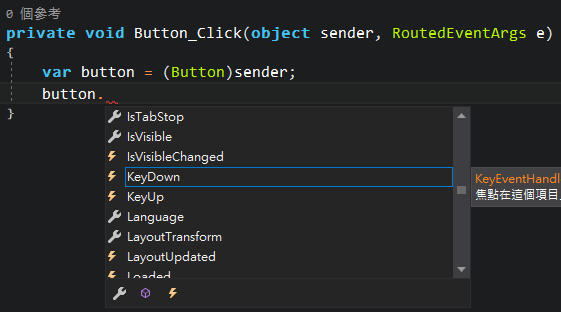 0 個參考
private void Button_Click(object sender, RoutedEventArgs e)
{
var button = (Button)sender;
button.
}
IsTabStop
IsVisible
IsVisibleChanged
KeyDown
KeyUp
Language
LayoutTransform
LayoutUpdated
Loaded
KeyEventHandl
焦點在這個項目